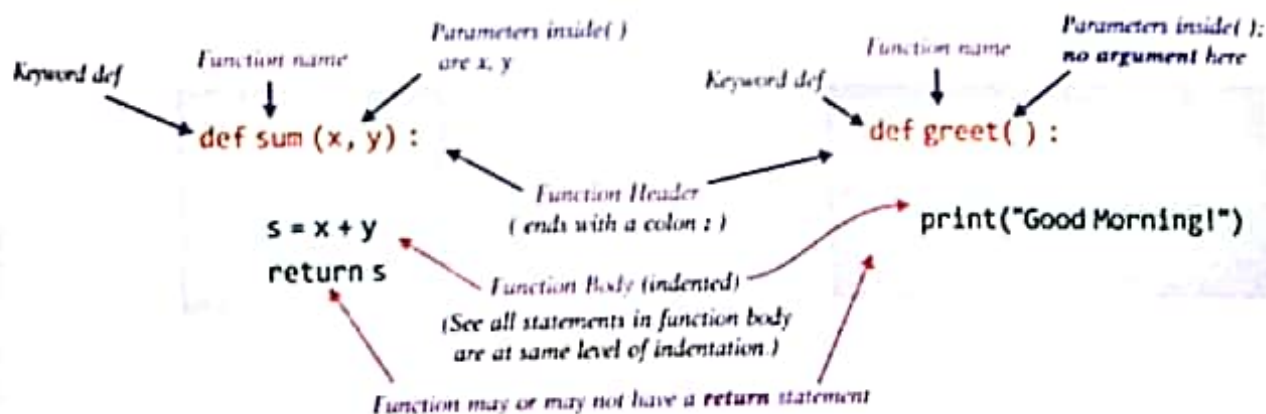 Keyword def
Function name
Parameters inside( )
are x, y
def sum (x, y) :
s = x + y
return s
Keyword def
Function name
Parameters inside( );
no argument here
def greet( ) :
print("Good Morning!")
Function Header
( ends with a colon : )
Function Body (indented)
(See all statements in function body
are at same level of indentation.)
Function may or may not have a return statement